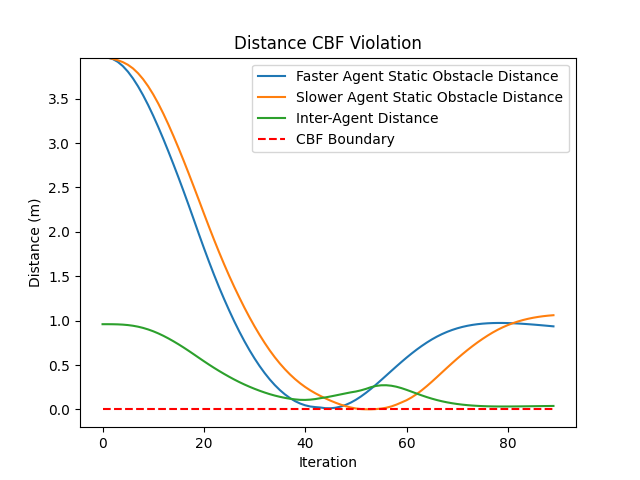 Distance CBF Violation
Faster Agent Static Obstacle Distance
Slower Agent Static Obstacle Distance
Inter-Agent Distance
CBF Boundary
Distance (m)
3.5
3.0
2.5
2.0
1.5
1.0
0.5
0.0
0 20 40 60 80
Iteration